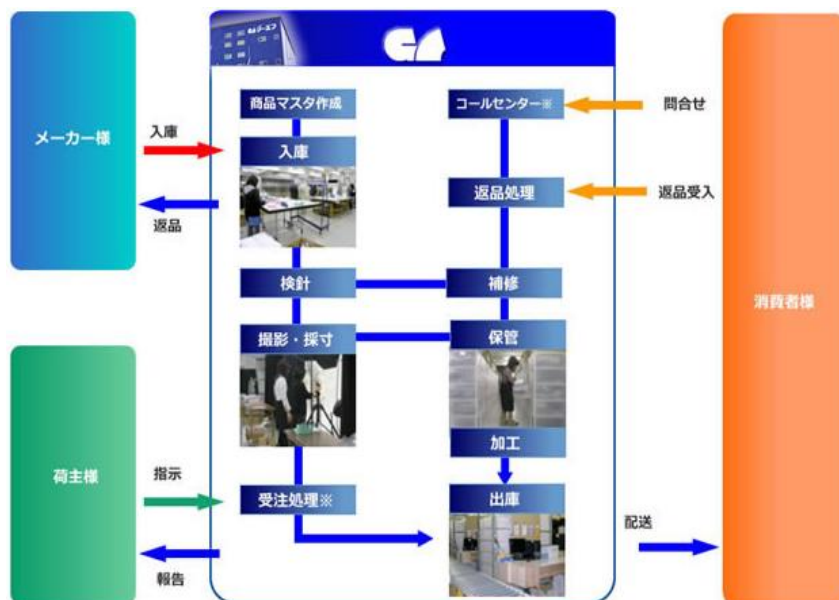 商品マスタ作成
コールセンター※
問合せ
メーカー様
入庫
入庫
返品処理
返品受入
返品
検針
補修
消費者様
撮影・採寸
保管
荷主様
指示
加工
受注処理※
出庫
配送
報告